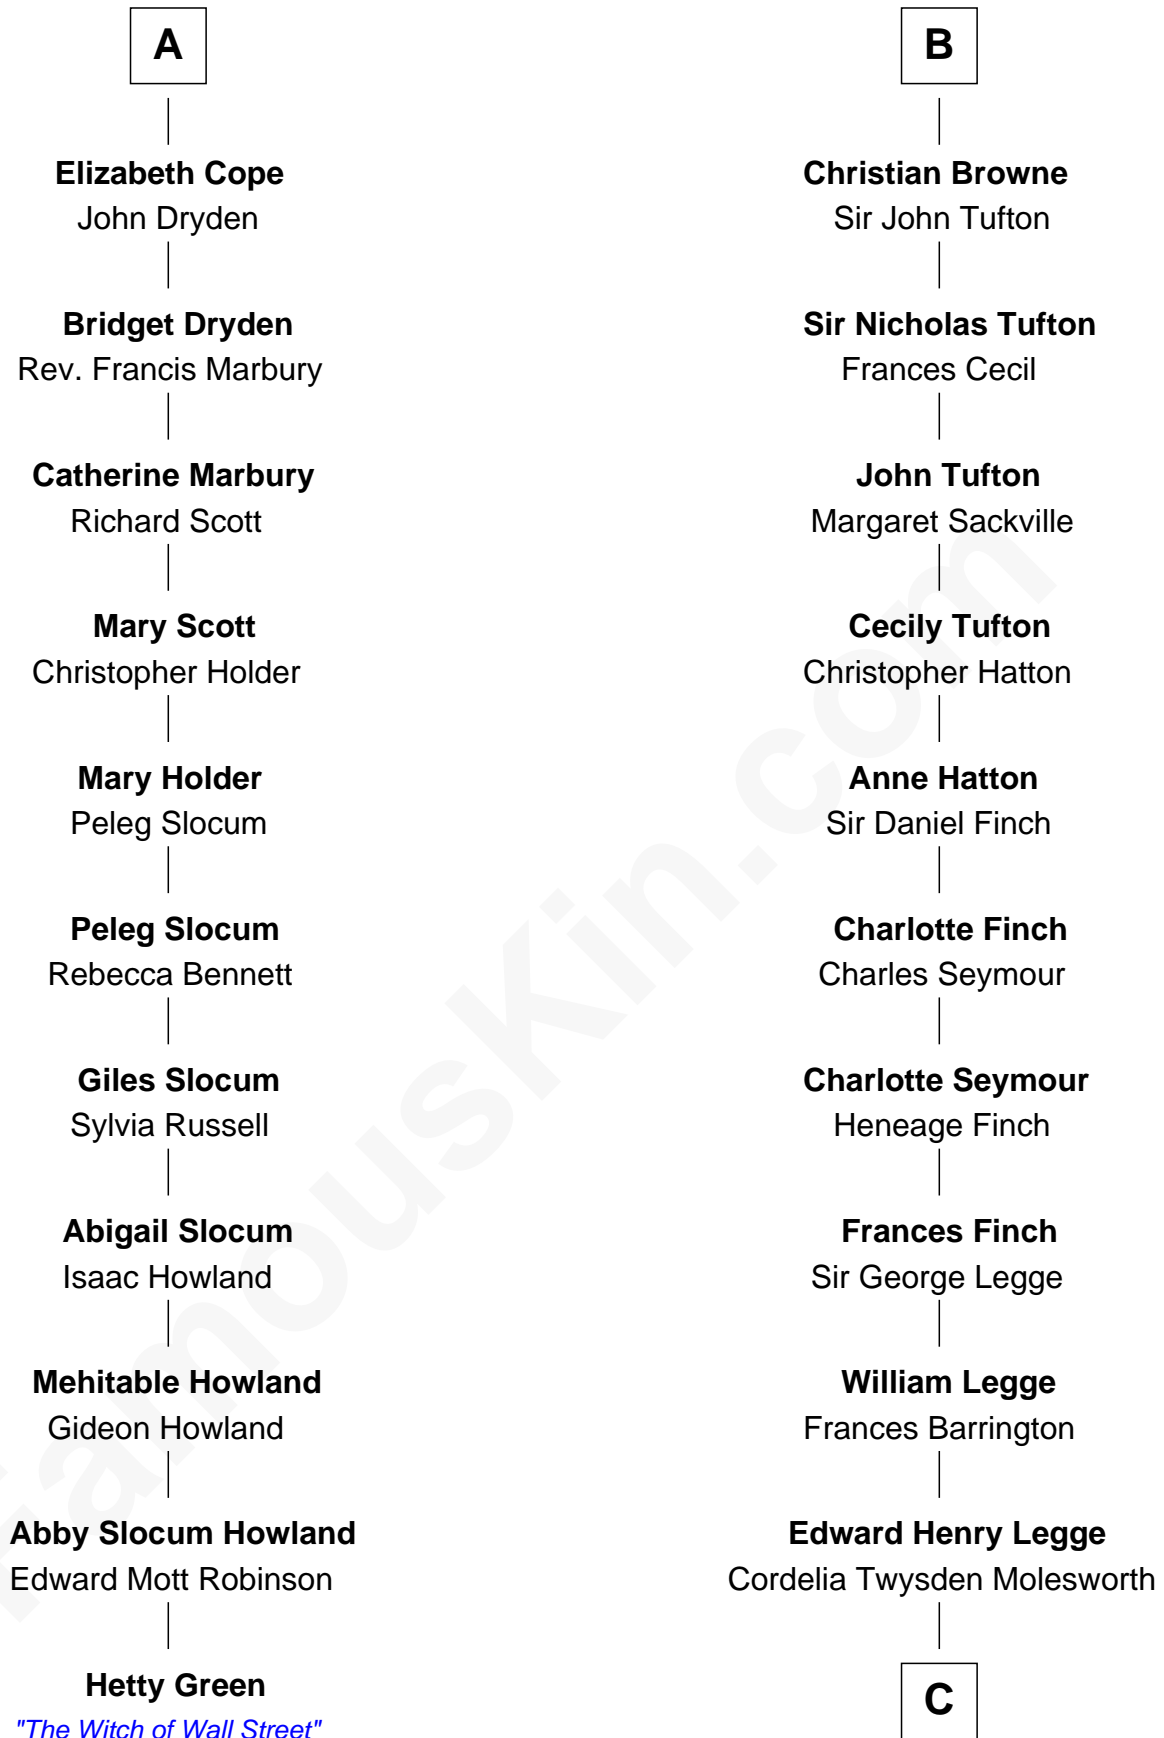 A
Elizabeth Cope
John Dryden
Bridget Dryden
Rev. Francis Marbury
Catherine Marbury
Richard Scott
Mary Scott
Christopher Holder
Mary Holder
Peleg Slocum
Peleg Slocum
Rebecca Bennett
Giles Slocum
Sylvia Russell
Abigail Slocum
Isaac Howland
Mehitable Howland
Gideon Howland
Abby Slocum Howland
Edward Mott Robinson
Hetty Green
"The Witch of Wall Street"
B
Christian Browne
Sir John Tufton
Sir Nicholas Tufton
Frances Cecil
John Tufton
Margaret Sackville
Cecily Tufton
Christopher Hatton
Anne Hatton
Sir Daniel Finch
Charlotte Finch
Charles Seymour
Charlotte Seymour
Heneage Finch
Frances Finch
Sir George Legge
William Legge
Frances Barrington
Edward Henry Legge
Cordelia Twysden Molesworth
C
FamousKin.com